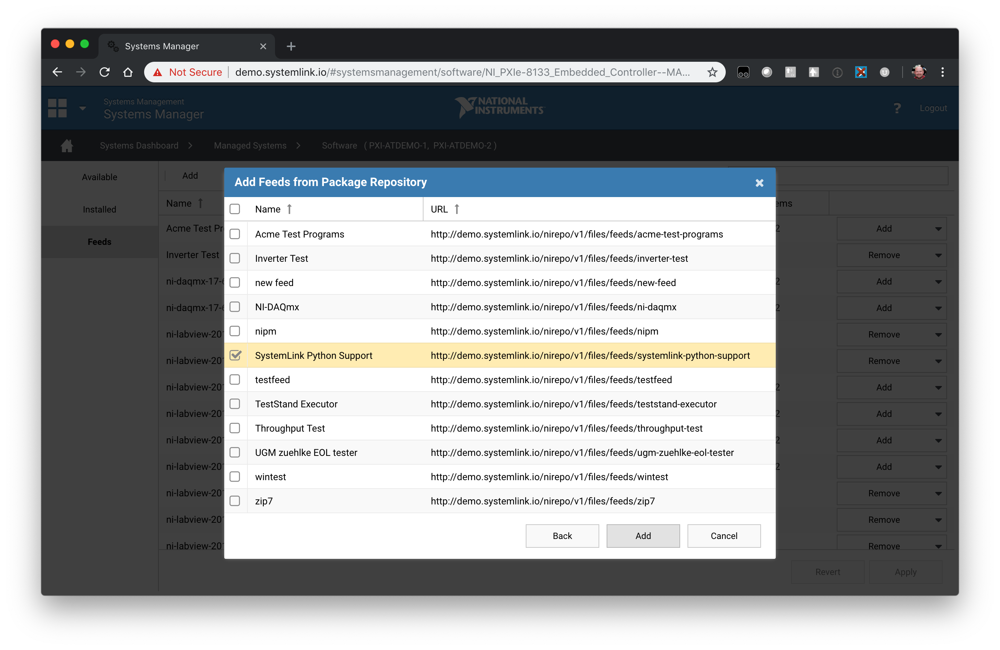 Systems Manager
Not Secure demo.systemlink.io/#systemsmanagement/software/NI_PXIe-8133_Embedded_Controller--MA...
Systems Management
Systems Manager
NATIONAL
INSTRUMENTS
? Logout
Systems Dashboard Managed Systems Software ( PXI-ATDEMO-1, PXI-ATDEMO-2 )
Available
Installed
Feeds
Add
Name
Acme Test
Inverter Test
ni-daqmx-17-
ni-daqmx-17-
ni-labview-20
ni-labview-20
ni-labview-20
ni-labview-20
ni-labview-20
ni-labview-20
ni-labview-20
ni-labview-20
ni-labview-20
Add Feeds from Package Repository
Name URL
Acme Test Programs http://demo.systemlink.io/nirepo/v1/files/feeds/acme-test-programs
Inverter Test http://demo.systemlink.io/nirepo/v1/files/feeds/inverter-test
new feed http://demo.systemlink.io/nirepo/v1/files/feeds/new-feed
NI-DAQmx http://demo.systemlink.io/nirepo/v1/files/feeds/ni-daqmx
nipm http://demo.systemlink.io/nirepo/v1/files/feeds/nipm
SystemLink Python Support http://demo.systemlink.io/nirepo/v1/files/feeds/systemlink-python-support
testfeed http://demo.systemlink.io/nirepo/v1/files/feeds/testfeed
TestStand Executor http://demo.systemlink.io/nirepo/v1/files/feeds/teststand-executor
Throughput Test http://demo.systemlink.io/nirepo/v1/files/feeds/throughput-test
UGM zuehlke EOL tester http://demo.systemlink.io/nirepo/v1/files/feeds/ugm-zuehlke-eol-tester
wintest http://demo.systemlink.io/nirepo/v1/files/feeds/wintest
zip7 http://demo.systemlink.io/nirepo/v1/files/feeds/zip7
Back Add Cancel
2 Add
Remove
2 Add
2 Add
Remove
Remove
2 Add
2 Add
2 Add
2 Add
Remove
Remove
Remove
Revert Apply